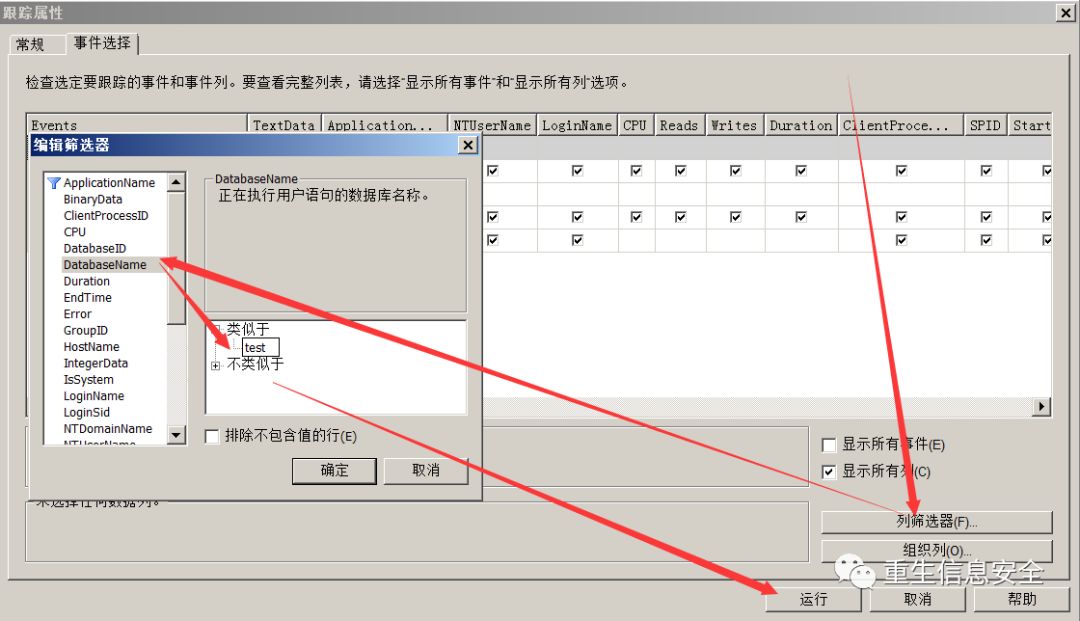 跟踪属性
常规
事件选择
检查选定要跟踪的事件和事件列。要查看完整列表，请选择“显示所有事件”和“显示所有列”选项。
Events
TextData
Application...
NTUserName
LoginName
CPU
Reads
Writes
Duration
ClientProce...
SPID
Start
编辑筛选器
ApplicationName
BinaryData
ClientProcessID
CPU
DatabaseID
DatabaseName
Duration
EndTime
Error
GroupID
HostName
IntegerData
IsSystem
LoginName
LoginSid
NTDomainName
NTUserName
DatabaseName
正在执行用户语句的数据库名称。
类似于
test
不类似于
排除不包含值的行(E)
确定
取消
显示所有事件(E)
显示所有列(C)
未选择任何数据列。
列筛选器(F)...
组织列(O)...
重生信息安全
运行
取消
帮助